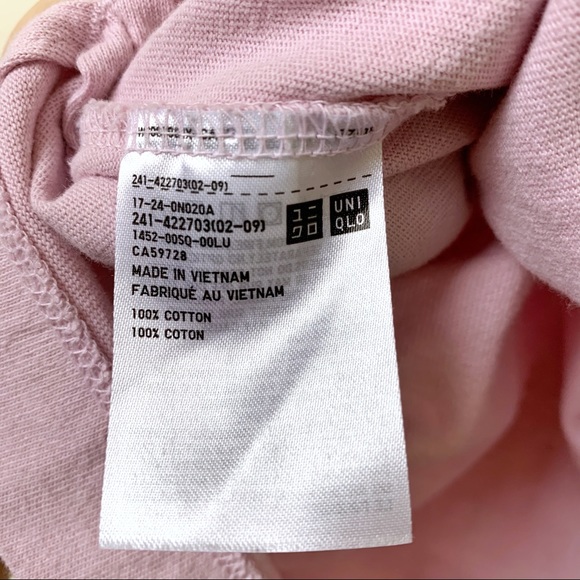 241-422703(02-09)
17-24-0N020A
241-422703(02-09)
1452-00SQ-00LU
CA59728
MADE IN VIETNAM
FABRIQUÉ AU VIETNAM
100% COTTON
100% COTON
ユニ
クロ
UNI
QLO